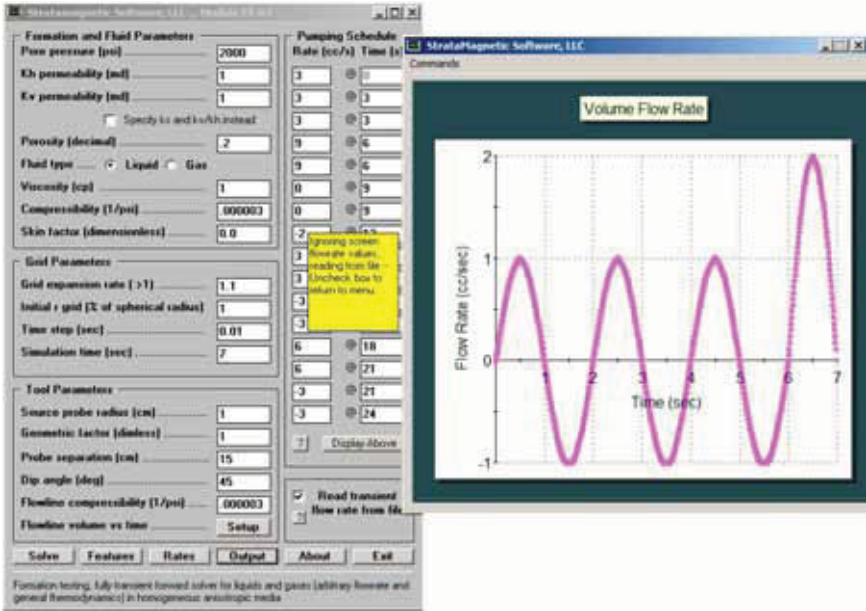 StrataMagnetic Software, LLC
Formation and Fluid Parameters
Pore pressure (psi) 2000
Kh permeability (md) 1
Kv permeability (md) 1
Specify ks and kv/kh instead
Porosity (decimal) .2
Fluid type Liquid Gas
Viscosity (cp) 1
Compressibility (1/psi) .000003
Skin factor (dimensionless) 0.0
Grid Parameters
Grid expansion rate ( >1) 1.1
Initial r grid (% of spherical radius) 1
Time step (sec) 0.01
Simulation time (sec) 7
Tool Parameters
Source probe radius (cm) 1
Geometric factor (dimless) 1
Probe separation (cm) 15
Dip angle (deg) 45
Flowline compressibility (1/psi) .000003
Flowline volume vs time Setup
Solve Features Rates Output About Exit
Formation testing, fully transient forward solver for liquids and gases (arbitrary flowrate and
general thermodynamics) in homogeneous anisotropic media
Pumping Schedule
Rate (cc/s) Time (s)
3 @ 0
3 @ 3
3 @ 3
9 @ 6
9 @ 6
0 @ 9
0 @ 9
-2 @ 12
3
3
-3
-3
6 @ 18
6 @ 21
-3 @ 21
-3 @ 24
? Display Above
Ignoring screen
flowrate values,
reading from file -
Uncheck box to
return to menu.
Read transient
? flow rate from file
StrataMagnetic Software, LLC
Commands
Volume Flow Rate
Flow Rate (cc/sec)
2
1
0
-1
1 2 3 4 5 6 7
Time (sec)